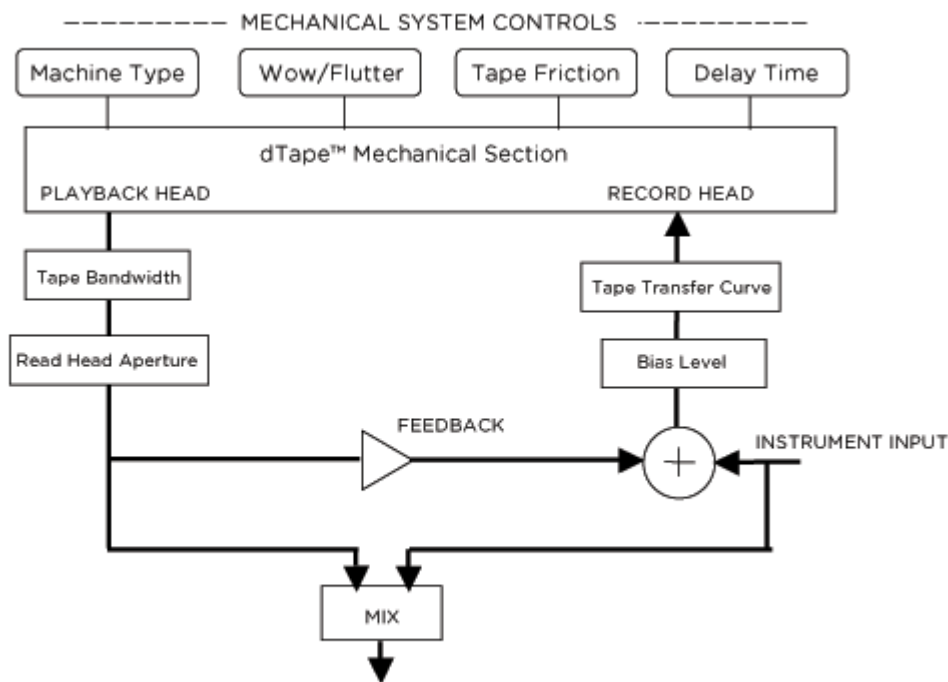 MECHANICAL SYSTEM CONTROLS
Machine Type
Wow/Flutter
Tape Friction
Delay Time
dTape™ Mechanical Section
PLAYBACK HEAD
RECORD HEAD
Tape Bandwidth
Tape Transfer Curve
Read Head Aperture
Bias Level
FEEDBACK
INSTRUMENT INPUT
+
MIX